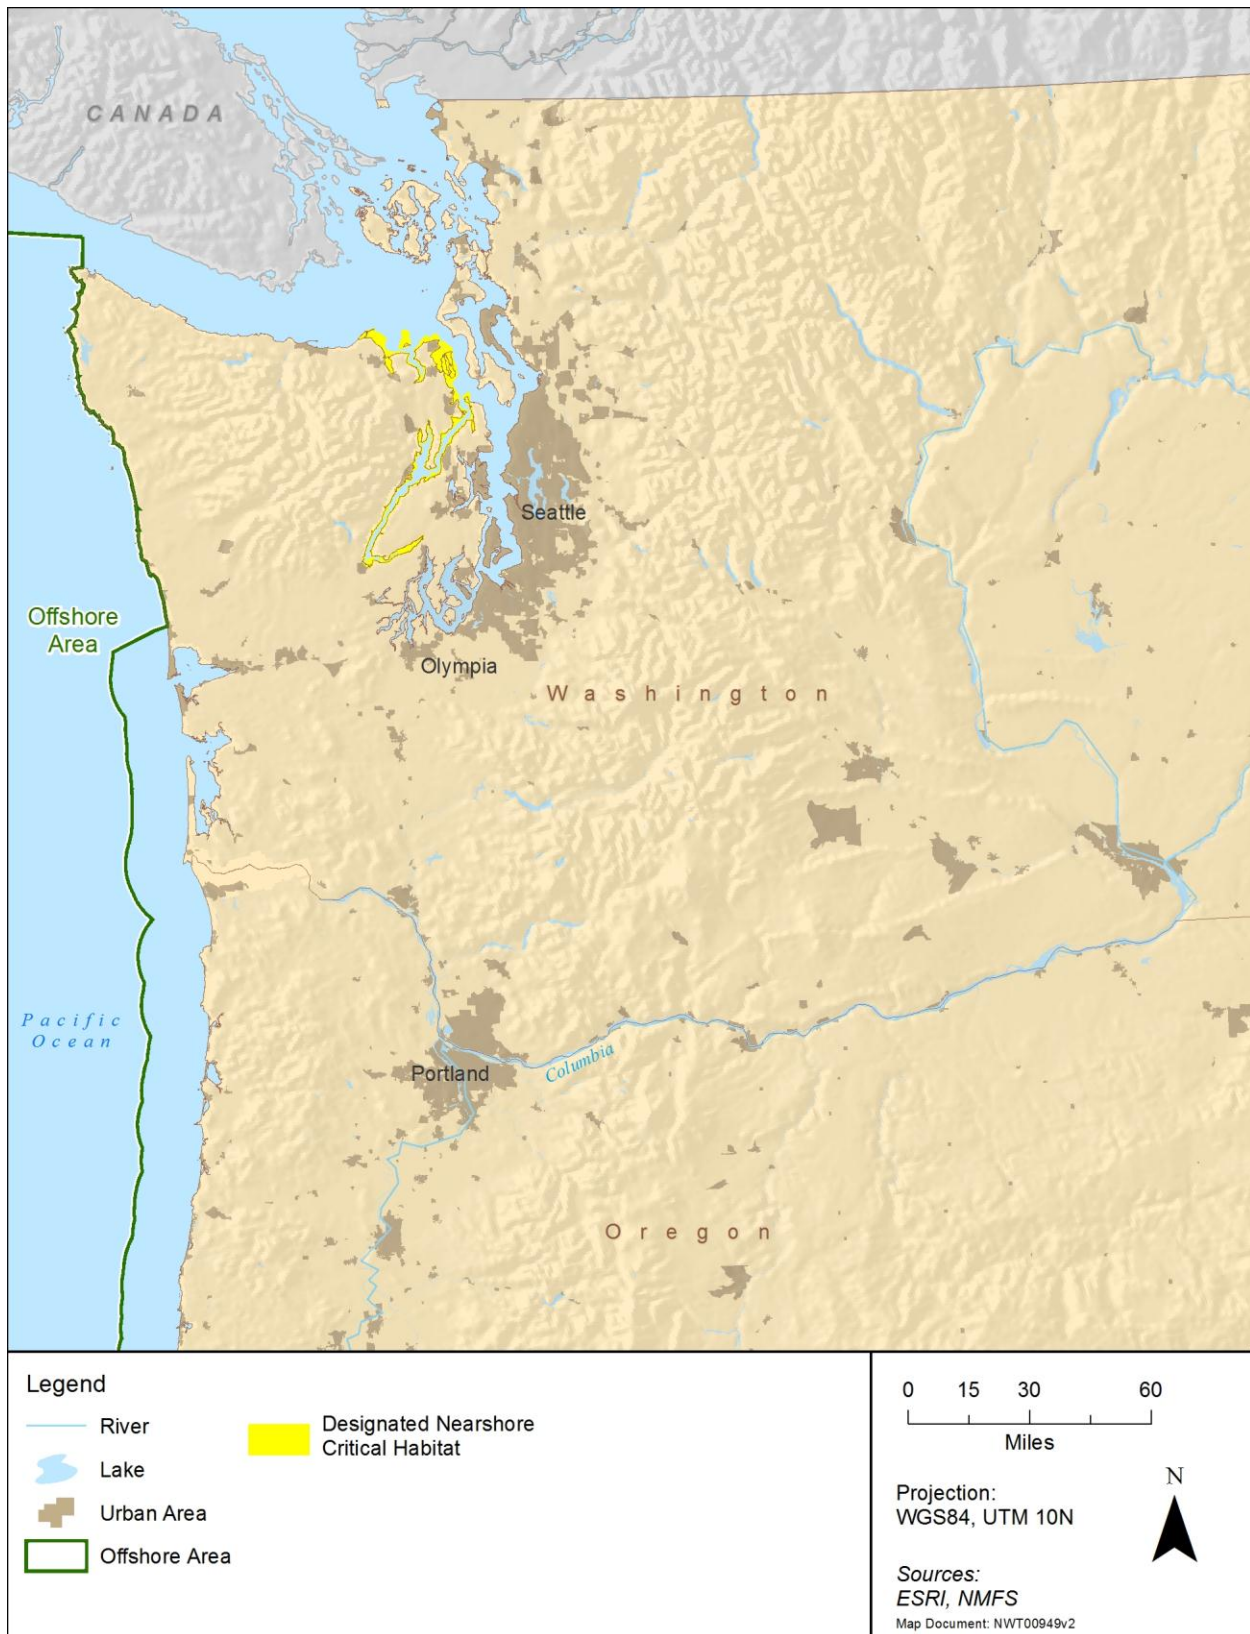 CANADA
Seattle
Offshore
Area
Olympia
Washington
Pacific
Ocean
Columbia
Portland
Oregon
Legend
River
Lake
Urban Area
Offshore Area
Designated Nearshore
Critical Habitat
0 15 30 60
Miles
Projection:
WGS84, UTM 10N
N
Sources:
ESRI, NMFS
Map Document: NWT00949v2